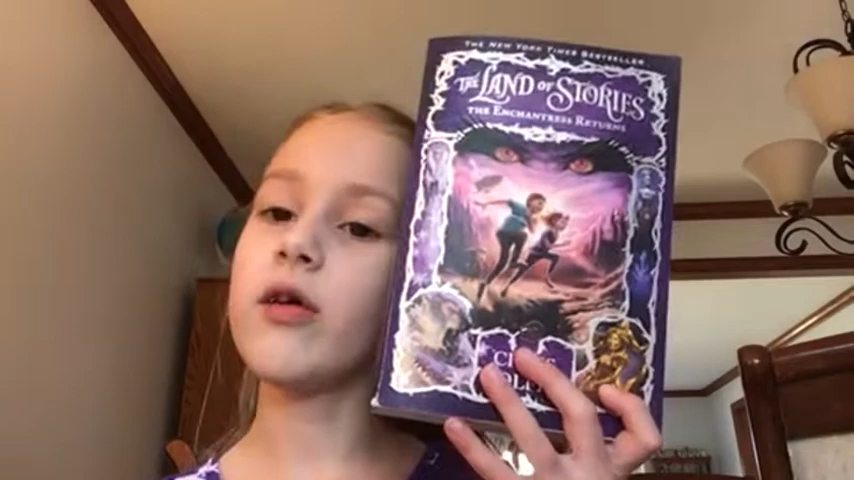 THE NEW YORK TIMES BESTSELLER
THE LAND OF STORIES
THE ENCHANTRESS RETURNS